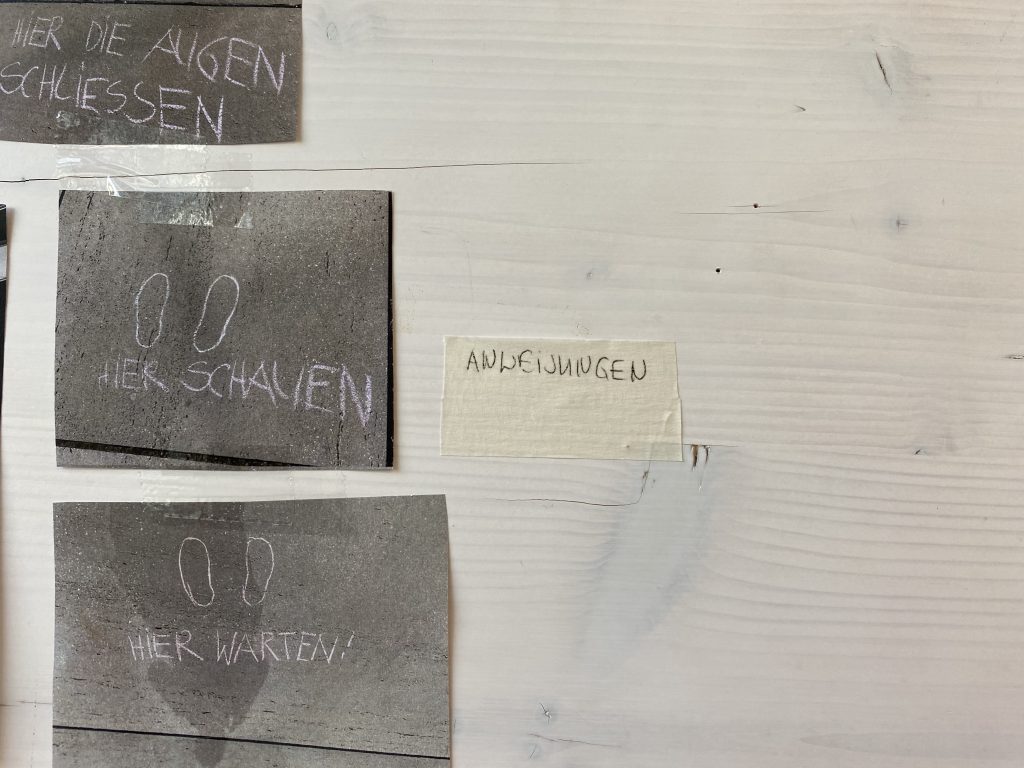 HIER DIE AUGEN
SCHLIESSEN
HIER SCHAUEN
ANWEISUNGEN
HIER WARTEN!